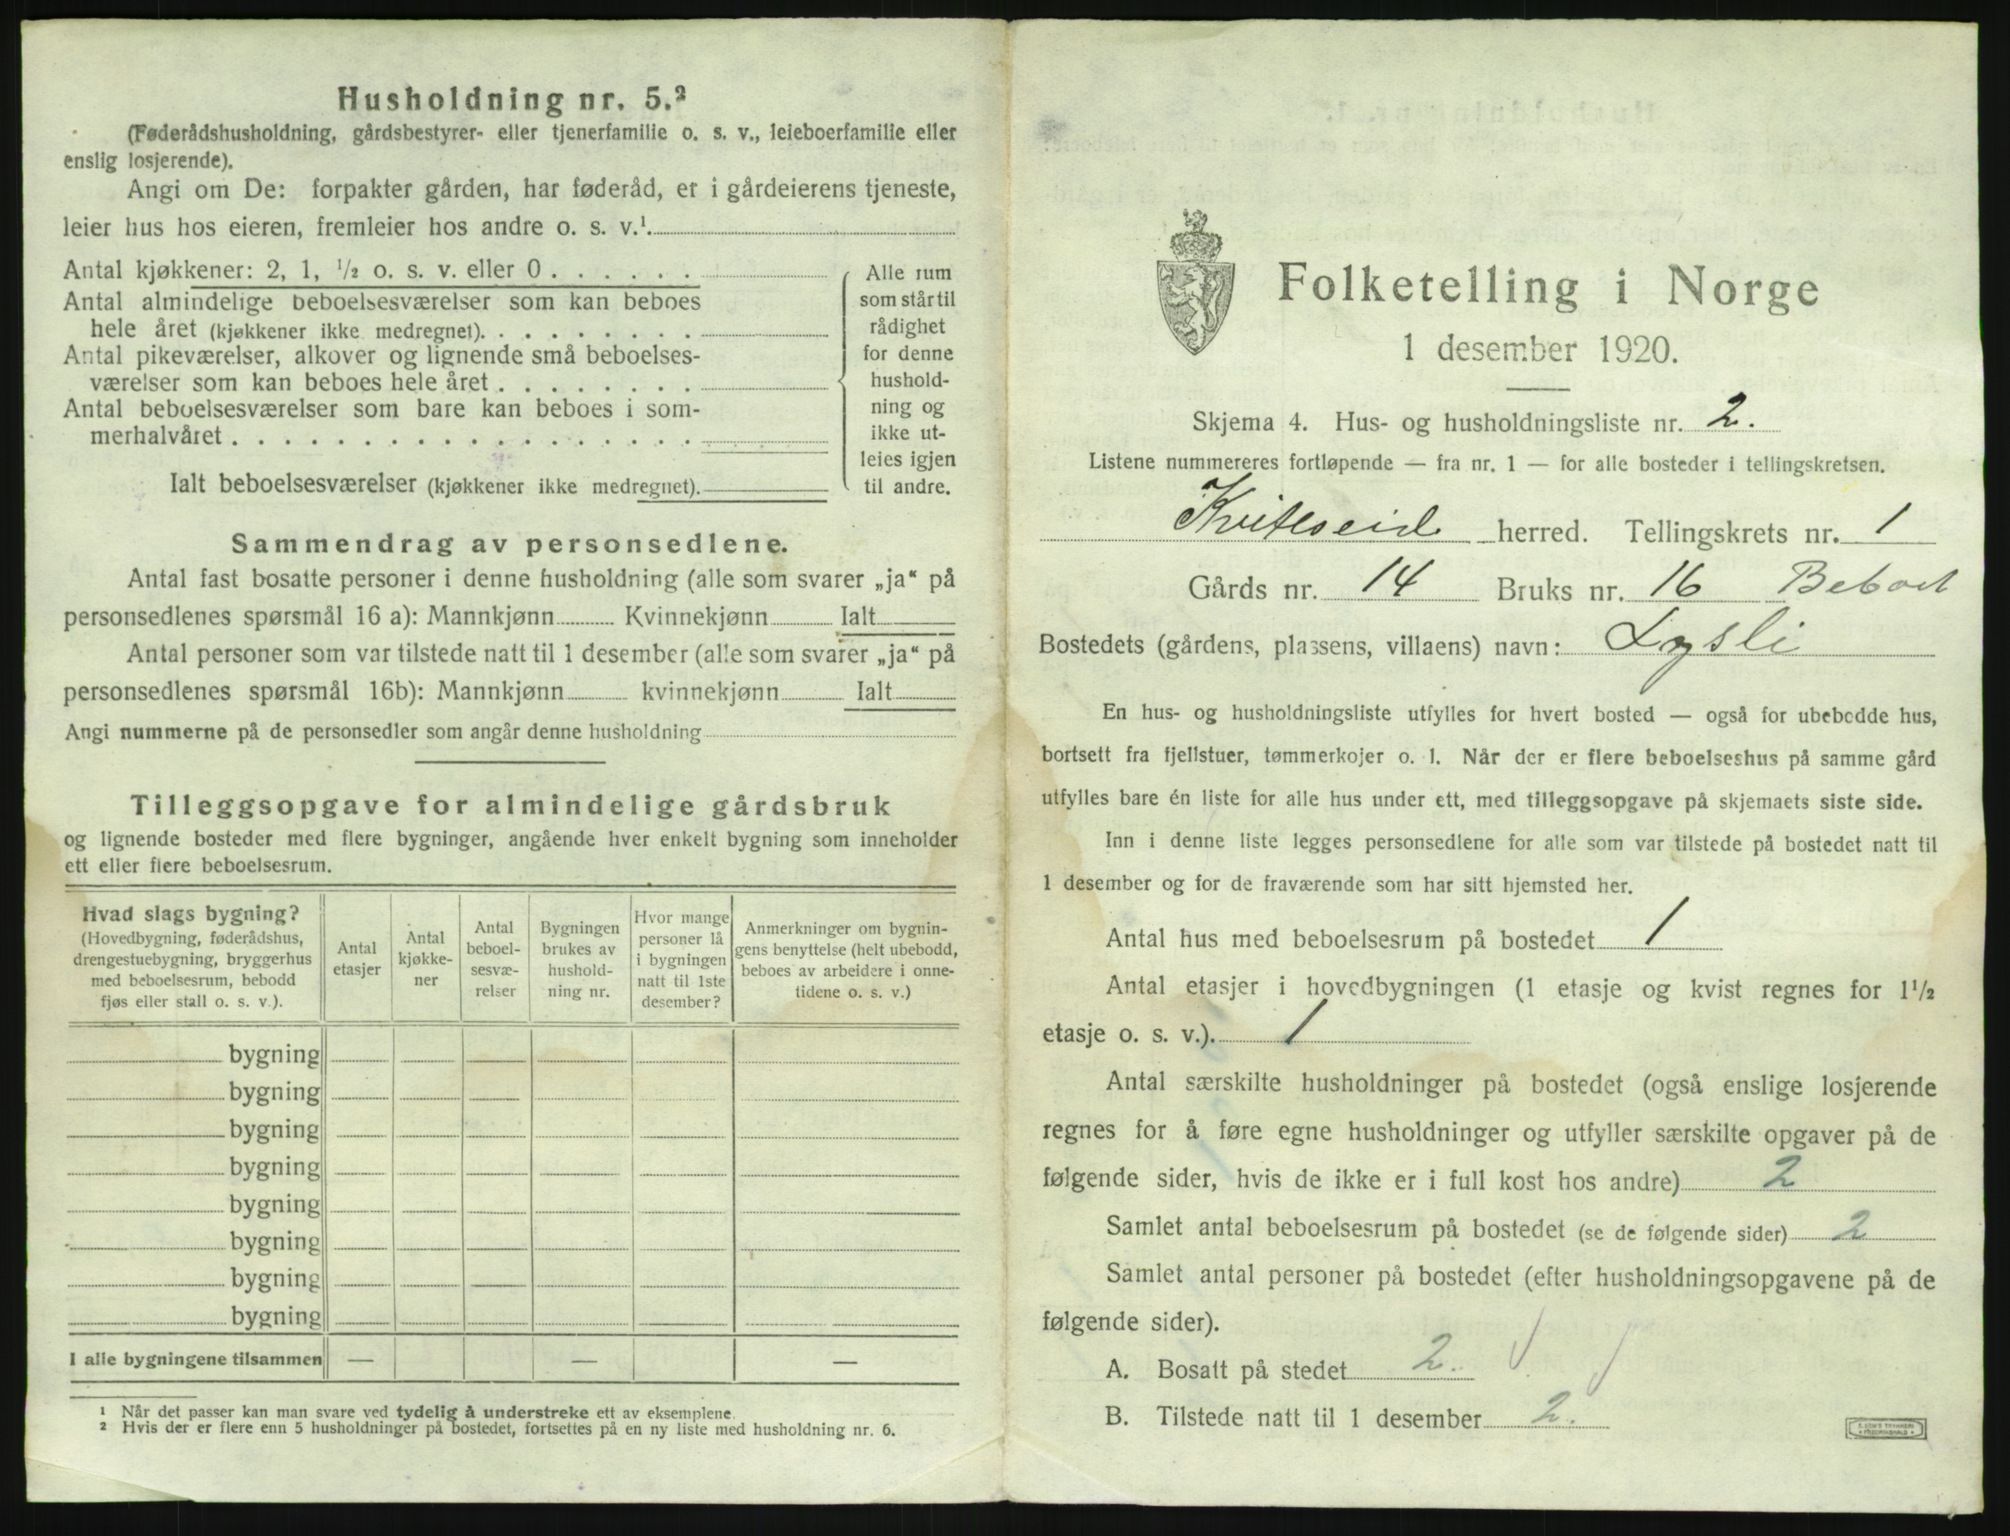 Husholdning nr. 5.²
(Føderådshusholdning, gårdsbestyrer- eller tjenerfamilie o. s. v., leieboerfamilie eller
enslig losjerende).
Angi om De: forpakter gården, har føderåd, er i gårdeierens tjeneste,
leier hus hos eieren, fremleier hos andre o. s. v.¹
Antal kjøkkener: 2, 1, ½ o. s. v. eller 0 . . . . . .
Antal almindelige beboelsesværelser som kan beboes
hele året (kjøkkener ikke medregnet). . . . . . . . .
Antal pikeværelser, alkover og lignende små beboelses-
værelser som kan beboes hele året . . . . . . . .
Antal beboelsesværelser som bare kan beboes i som-
merhalvåret . . . . . . . . . . . . . . . . . .
Ialt beboelsesværelser (kjøkkener ikke medregnet).
Alle rum
som står til
rådighet
for denne
hushold-
ning og
ikke ut-
leies igjen
til andre.
Sammendrag av personsedlene.
Antal fast bosatte personer i denne husholdning (alle som svarer „ja“ på
personsedlenes spørsmål 16 a): Mannkjønn Kvinnekjønn Ialt
Antal personer som var tilstede natt til 1 desember (alle som svarer „ja“ på
personsedlenes spørsmål 16b): Mannkjønn kvinnekjønn Ialt
Angi nummerne på de personsedler som angår denne husholdning
Tilleggsopgave for almindelige gårdsbruk
og lignende bosteder med flere bygninger, angående hver enkelt bygning som inneholder
ett eller flere beboelsesrum.
Hvad slags bygning?
(Hovedbygning, føderådshus,
drengestuebygning, bryggerhus
med beboelsesrum, bebodd
fjøs eller stall o. s. v.).
Antal
etasjer
Antal
kjøkke-
ner
Antal
beboel-
sesvæ-
relser
Bygningen
brukes av
hushold-
ning nr.
Hvor mange
personer lå
i bygningen
natt til 1ste
desember?
Anmerkninger om bygnin-
gens benyttelse (helt ubebodd,
beboes av arbeidere i onne-
tidene o. s. v.)
bygning
bygning
bygning
bygning
bygning
bygning
bygning
bygning
I alle bygningene tilsammen — — —
¹ Når det passer kan man svare ved tydelig å understreke ett av eksemplene.
² Hvis der er flere enn 5 husholdninger på bostedet, fortsettes på en ny liste med husholdning nr. 6.
Folketelling i Norge
1 desember 1920.
Skjema 4. Hus- og husholdningsliste nr. 2.
Listene nummereres fortløpende — fra nr. 1 — for alle bosteder i tellingskretsen.
Kviteseid herred. Tellingskrets nr. 1
Gårds nr. 14 Bruks nr. 16 Beboet
Bostedets (gårdens, plassens, villaens) navn: Lysli
En hus- og husholdningsliste utfylles for hvert bosted — også for ubebodde hus,
bortsett fra fjellstuer, tømmerkojer o. l. Når der er flere beboelseshus på samme gård
utfylles bare én liste for alle hus under ett, med tilleggsopgave på skjemaets siste side.
Inn i denne liste legges personsedlene for alle som var tilstede på bostedet natt til
1 desember og for de fraværende som har sitt hjemsted her.
Antal hus med beboelsesrum på bostedet 1
Antal etasjer i hovedbygningen (1 etasje og kvist regnes for 1½
etasje o. s. v.). 1
Antal særskilte husholdninger på bostedet (også enslige losjerende
regnes for å føre egne husholdninger og utfyller særskilte opgaver på de
følgende sider, hvis de ikke er i full kost hos andre) 2
Samlet antal beboelsesrum på bostedet (se de følgende sider) 2
Samlet antal personer på bostedet (efter husholdningsopgavene på de
følgende sider).
A. Bosatt på stedet 2.
B. Tilstede natt til 1 desember 2.